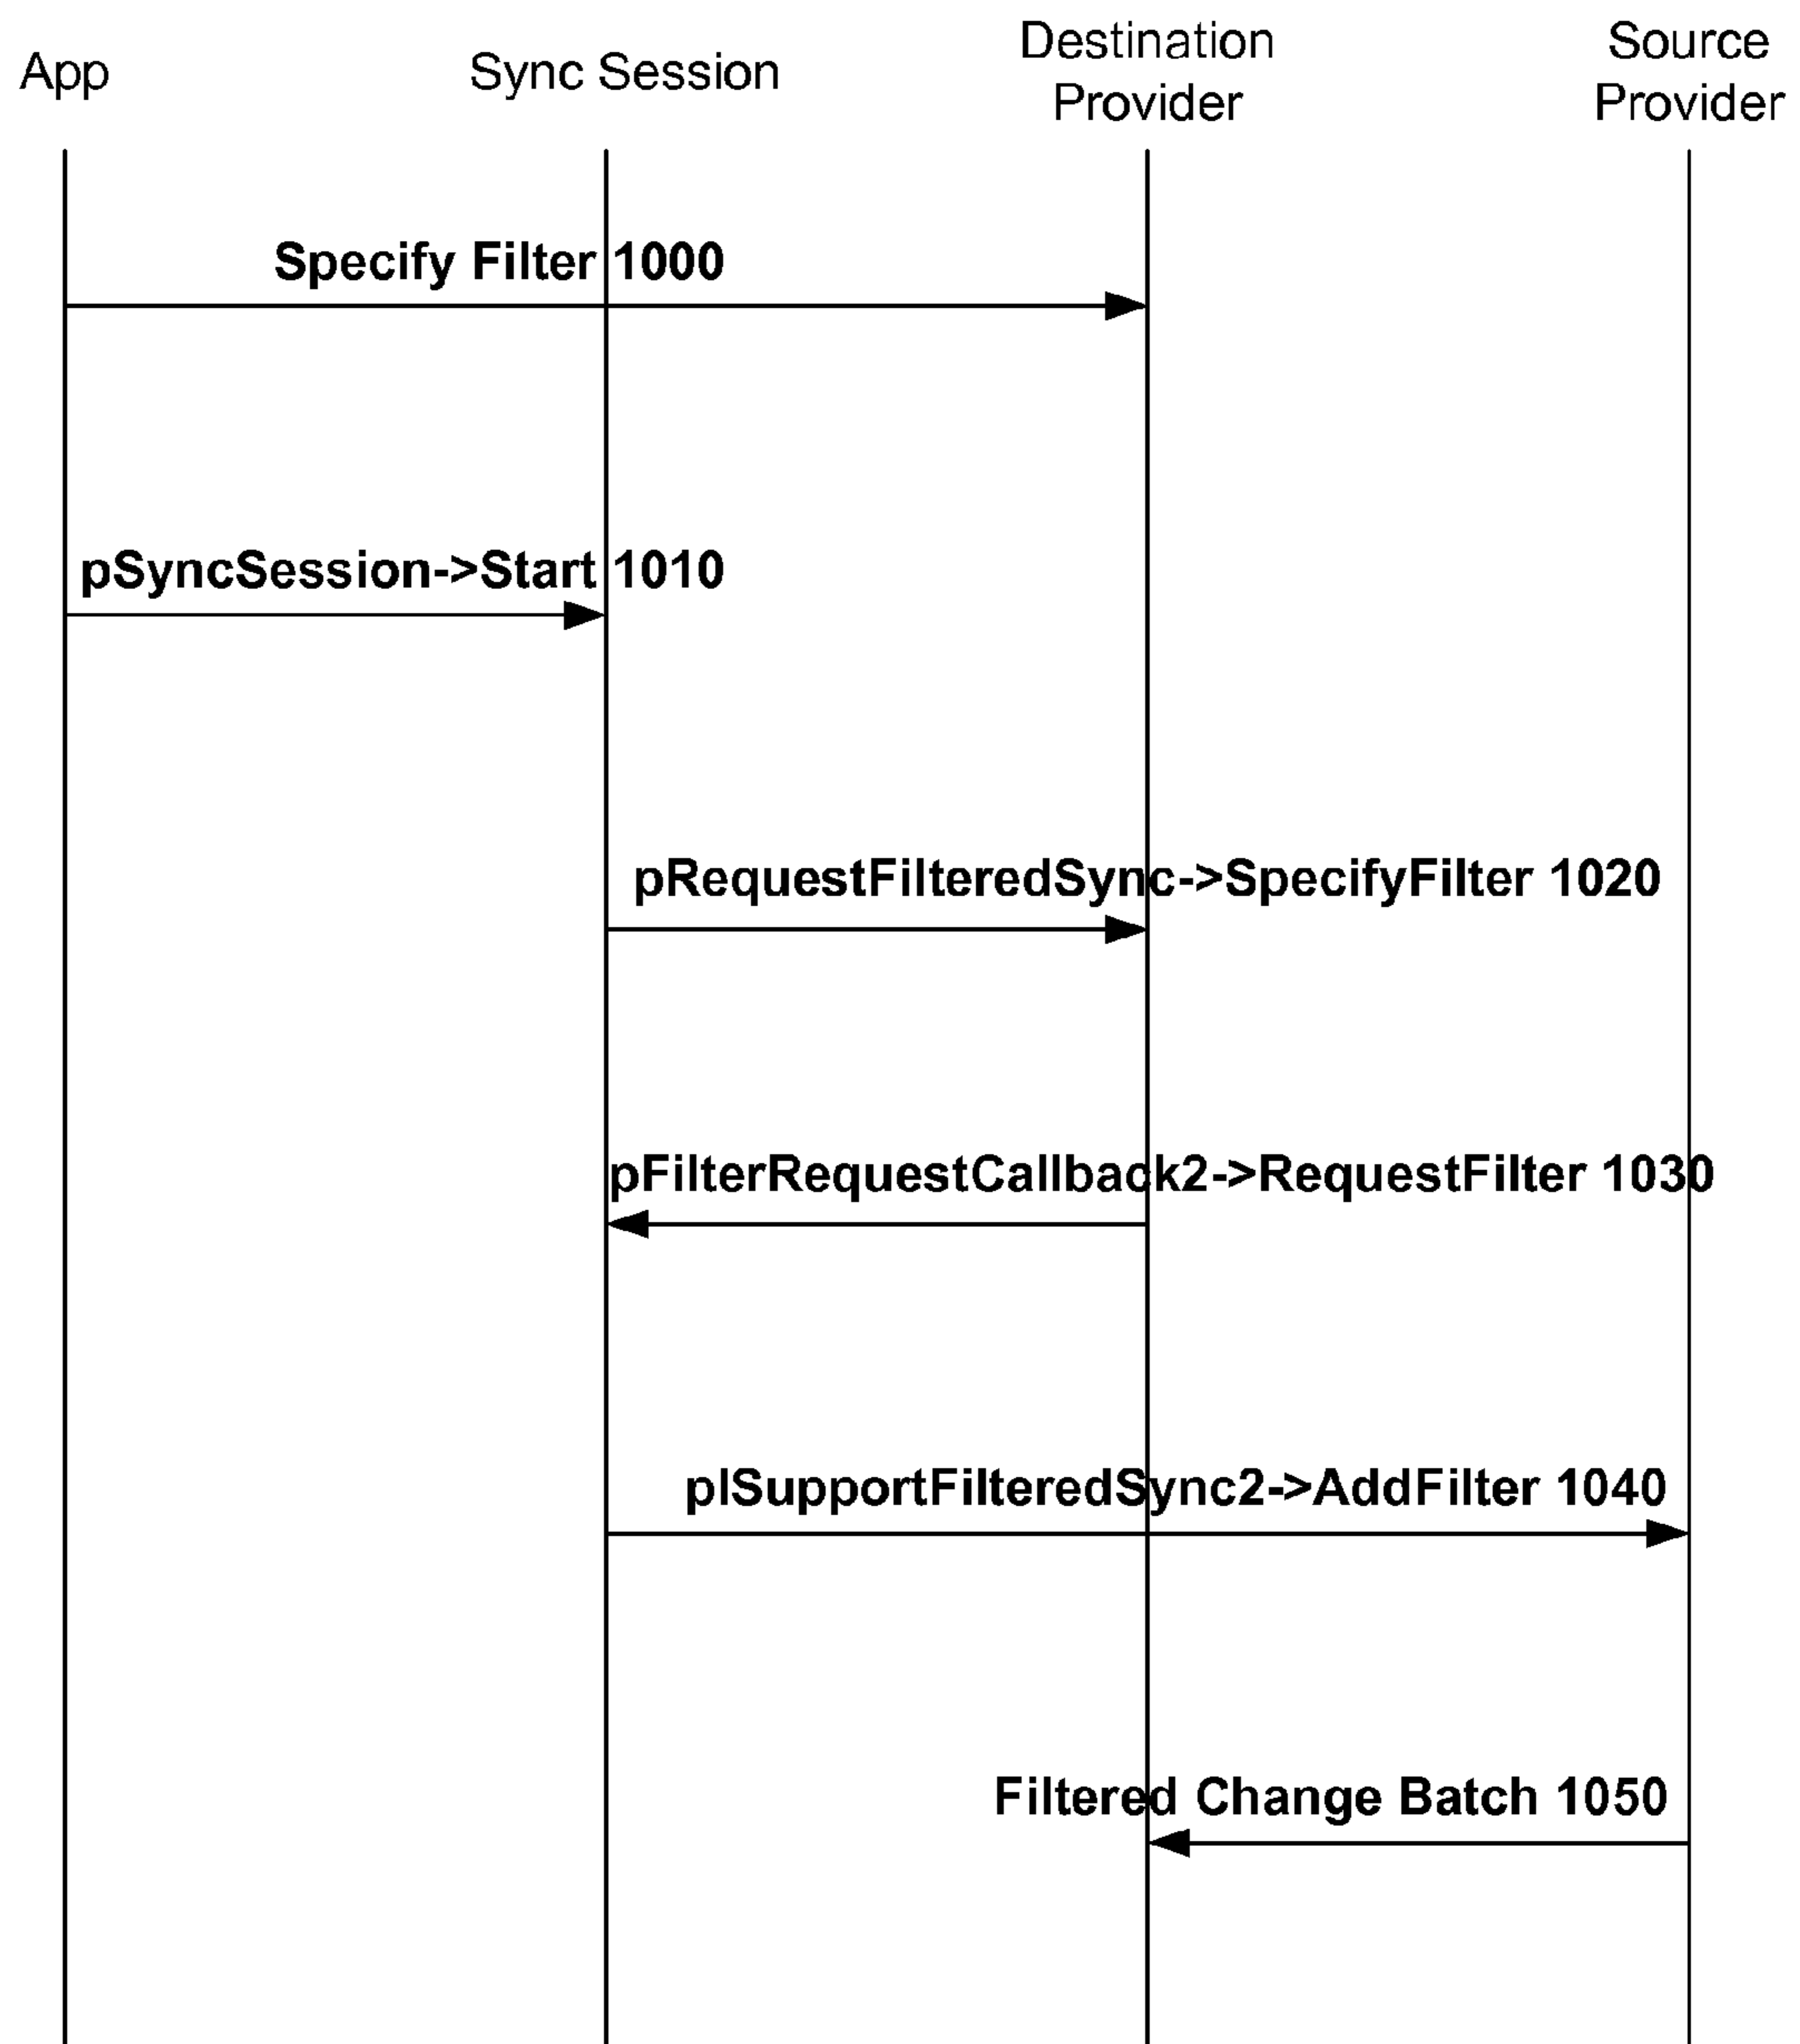 App
Sync Session
Destination
Provider
Source
Provider
Specify Filter 1000
pSyncSession->Start 1010
pRequestFilteredSync->SpecifyFilter 1020
pFilterRequestCallback2->RequestFilter 1030
pISupportFilteredSync2->AddFilter 1040
Filtered Change Batch 1050